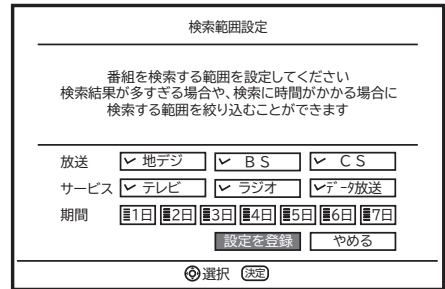 検索範囲設定
番組を検索する範囲を設定してください
検索結果が多すぎる場合や、検索に時間がかかる場合に
検索する範囲を絞り込むことができます
放送 地デジ BS CS
サービス テレビ ラジオ データ放送
期間 1日 2日 3日 4日 5日 6日 7日
設定を登録 やめる
選択 決定